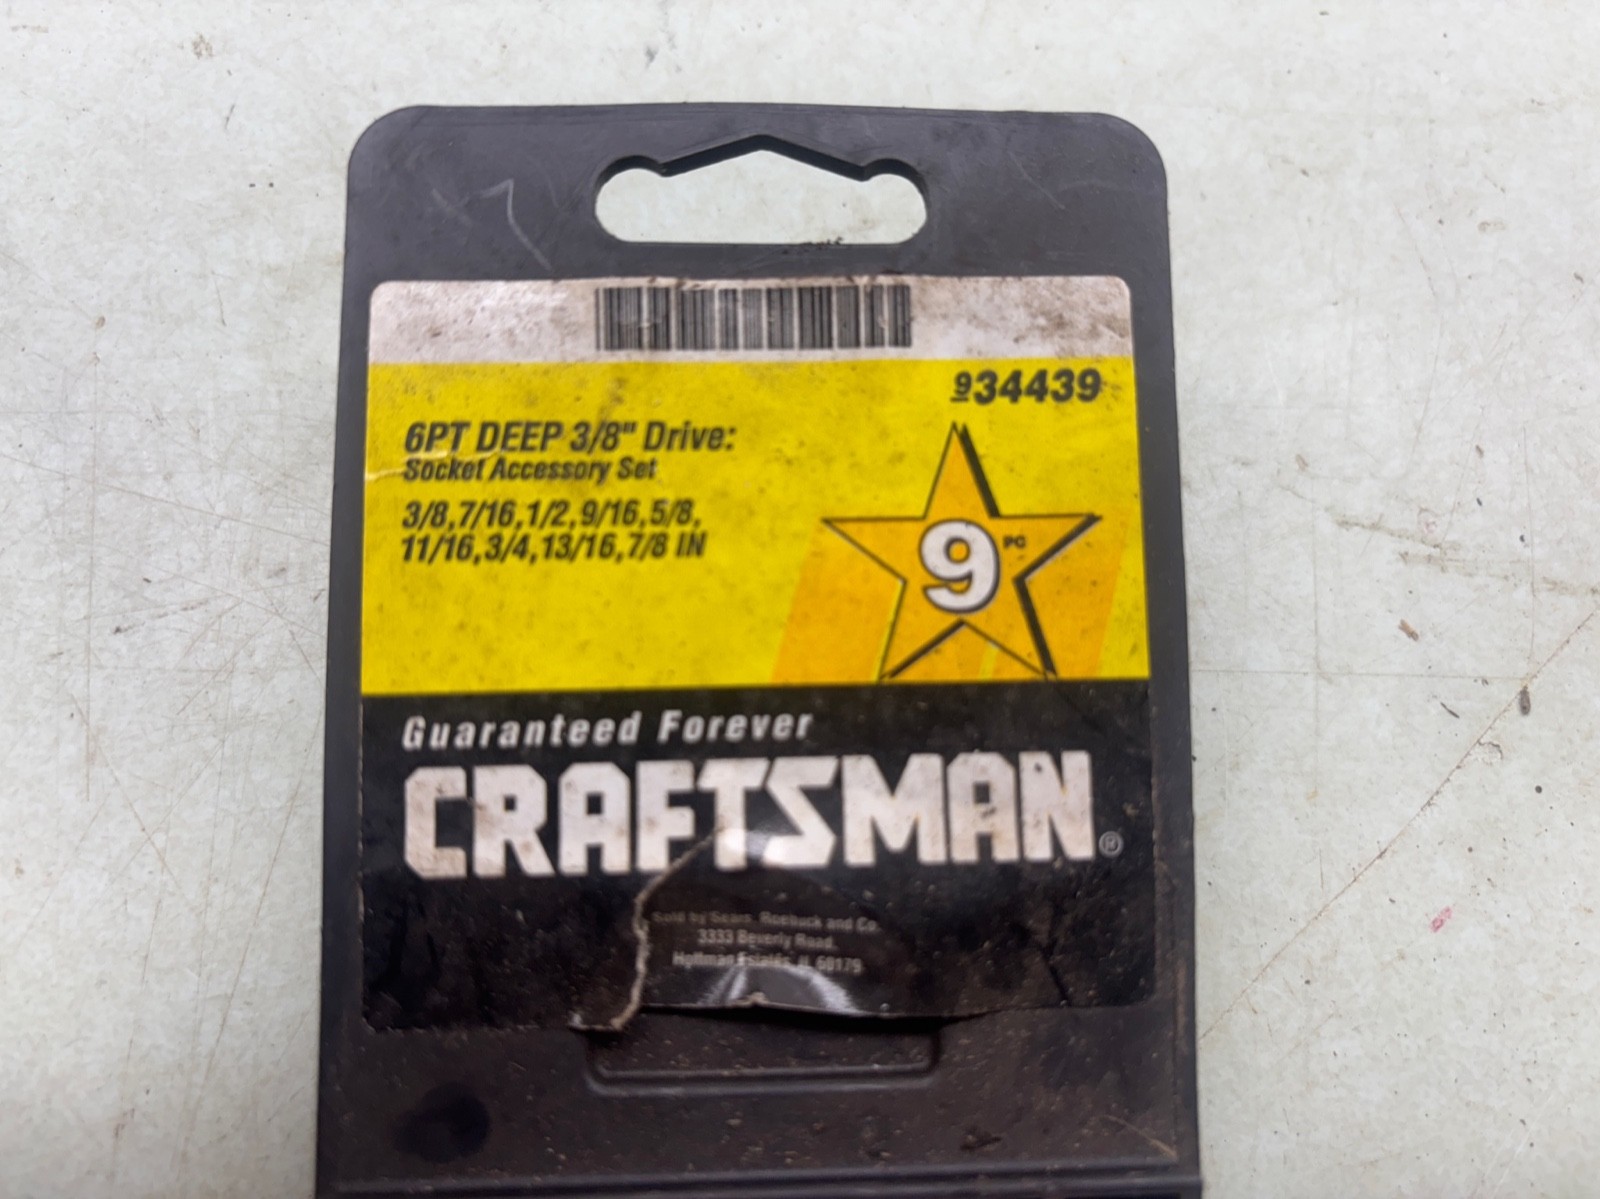 934439
6PT DEEP 3/8" Drive:
Socket Accessory Set
3/8,7/16,1/2,9/16,5/8,
11/16,3/4,13/16,7/8 IN
9 PC
Guaranteed Forever
CRAFTSMAN®
Sold by Sears, Roebuck and Co.
3333 Beverly Road,
Hoffman Estates, IL 60179